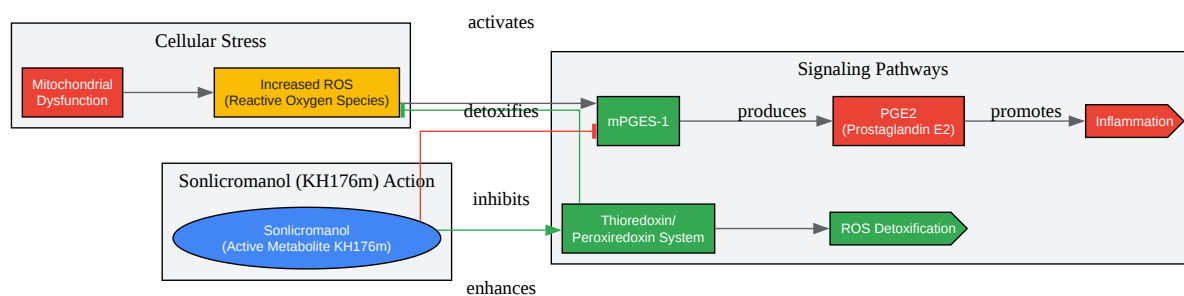 activates
Cellular Stress
Mitochondrial
Dysfunction
Increased ROS
(Reactive Oxygen Species)
detoxifies
Signaling Pathways
mPGES-1
produces
PGE2
(Prostaglandin E2)
promotes
Inflammation
Sonlicromanol (KH176m) Action
Sonlicromanol
(Active Metabolite KH176m)
inhibits
Thioredoxin/
Peroxiredoxin System
ROS Detoxification
enhances